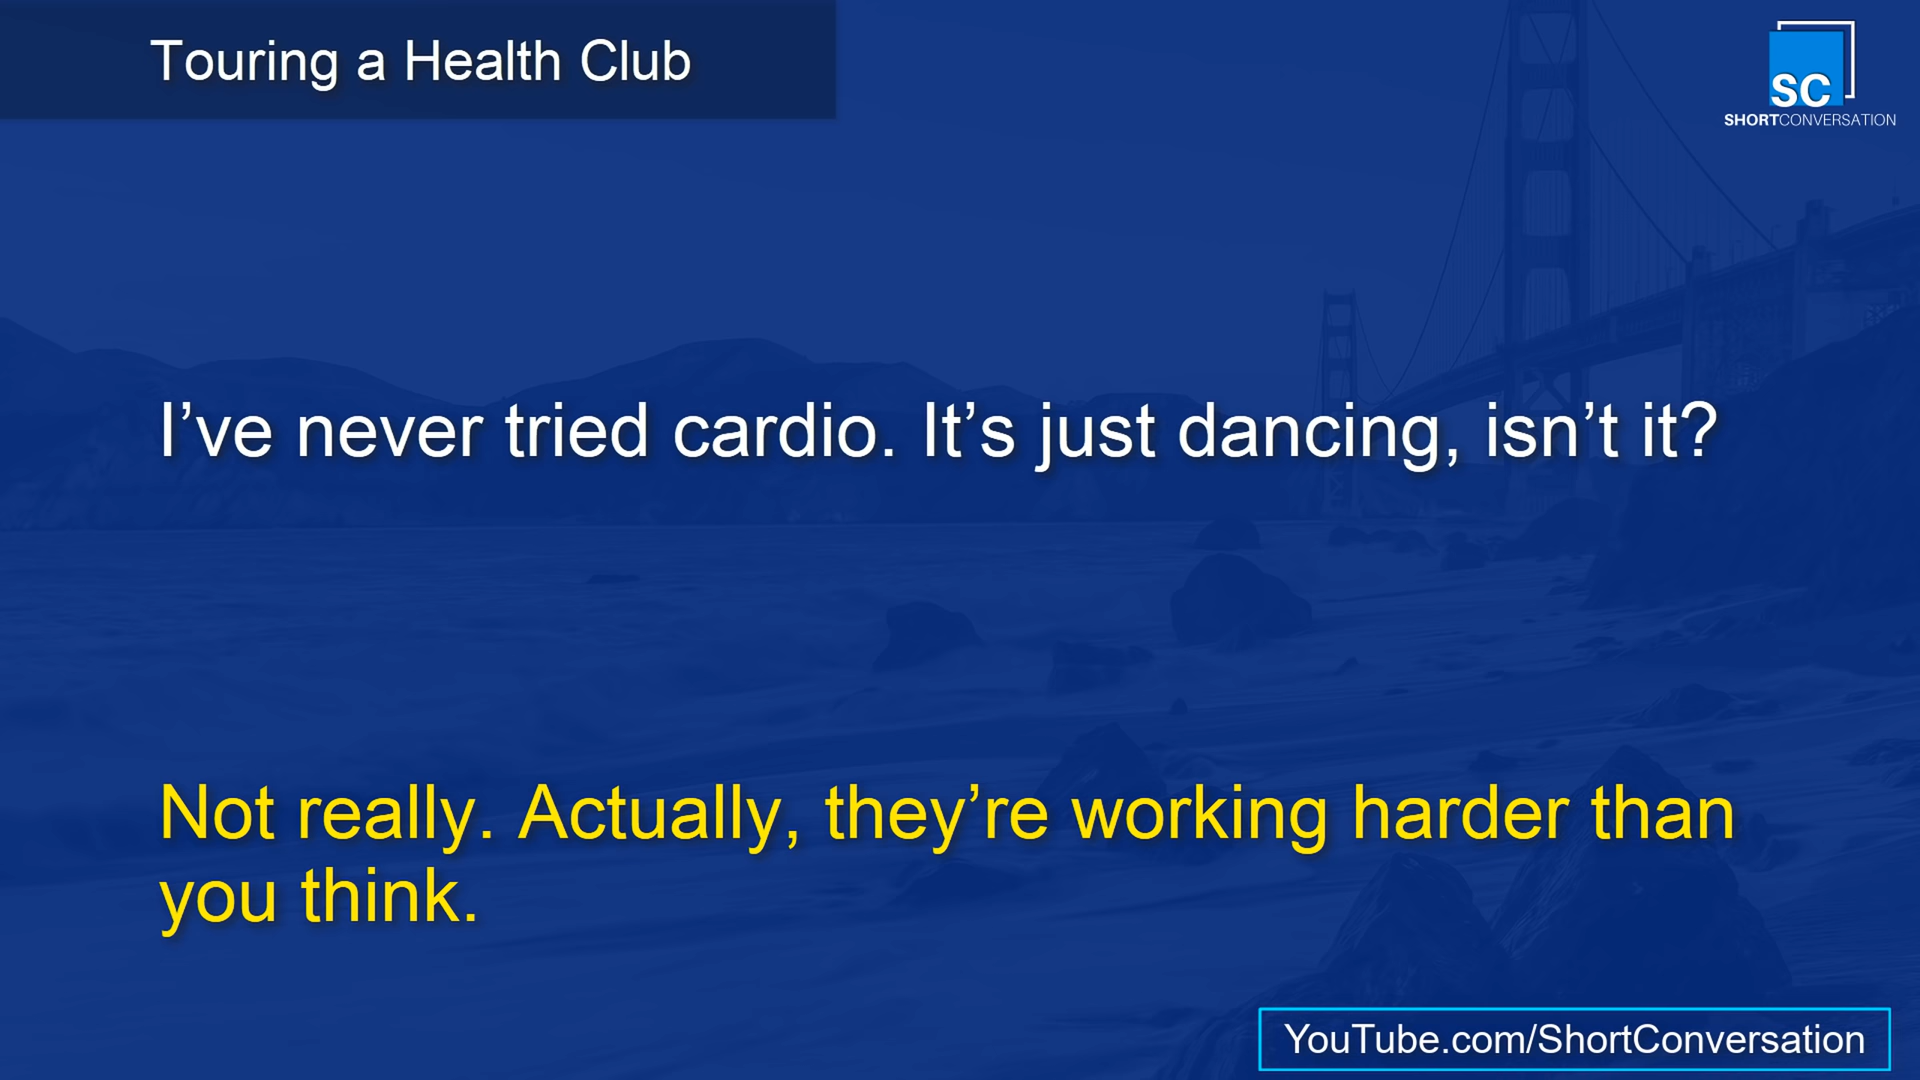 Touring a Health Club
SC
SHORTCONVERSATION
I’ve never tried cardio. It’s just dancing, isn’t it?
Not really. Actually, they’re working harder than
you think.
YouTube.com/ShortConversation